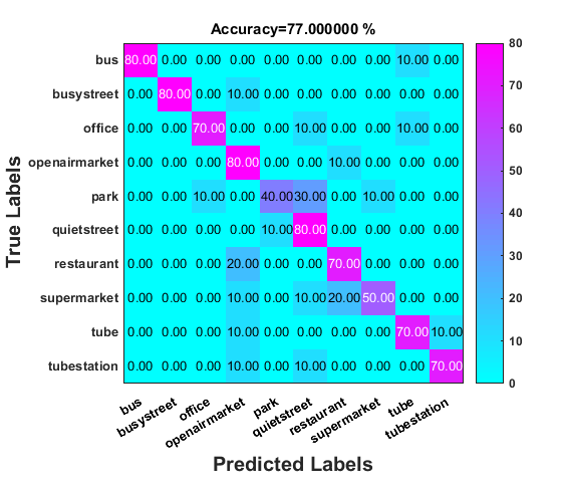 Accuracy=77.000000 %
True Labels
bus 80.00 0.00 0.00 0.00 0.00 0.00 0.00 0.00 10.00 0.00
busystreet 0.00 80.00 0.00 10.00 0.00 0.00 0.00 0.00 0.00 0.00
office 0.00 0.00 70.00 0.00 0.00 10.00 0.00 0.00 10.00 0.00
openairmarket 0.00 0.00 0.00 80.00 0.00 0.00 10.00 0.00 0.00 0.00
park 0.00 0.00 10.00 0.00 40.00 30.00 0.00 10.00 0.00 0.00
quietstreet 0.00 0.00 0.00 0.00 10.00 80.00 0.00 0.00 0.00 0.00
restaurant 0.00 0.00 0.00 20.00 0.00 0.00 70.00 0.00 0.00 0.00
supermarket 0.00 0.00 0.00 10.00 0.00 10.00 20.00 50.00 0.00 0.00
tube 0.00 0.00 0.00 10.00 0.00 0.00 0.00 0.00 70.00 10.00
tubestation 0.00 0.00 0.00 10.00 0.00 10.00 0.00 0.00 0.00 70.00
bus busystreet office openairmarket park quietstreet restaurant supermarket tube tubestation
Predicted Labels
80
70
60
50
40
30
20
10
0